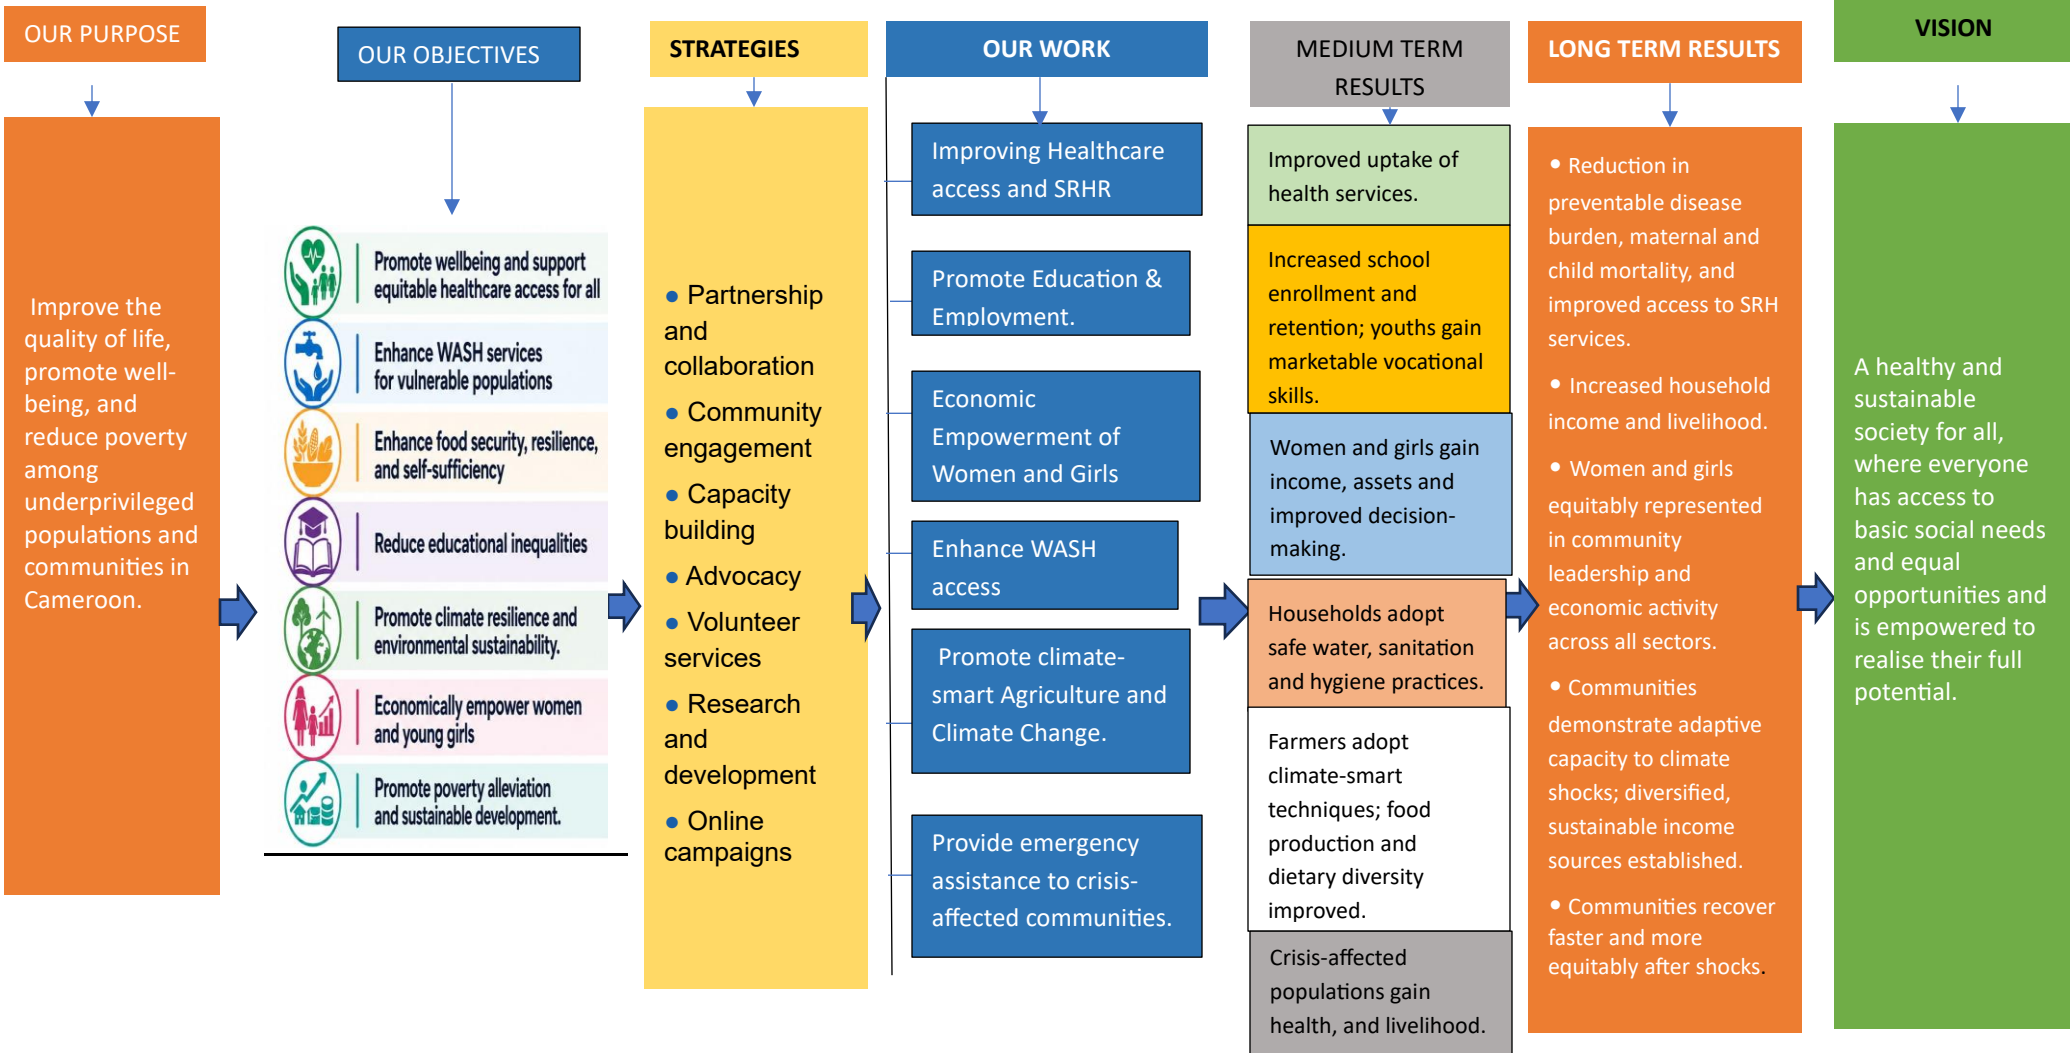 OUR PURPOSE
Improve the
quality of life,
promote well-
being, and
reduce poverty
among
underprivileged
populations and
communities in
Cameroon.
OUR OBJECTIVES
Promote wellbeing and support
equitable healthcare access for all
Enhance WASH services
for vulnerable populations
Enhance food security, resilience,
and self-sufficiency
Reduce educational inequalities
Promote climate resilience and
environmental sustainability.
Economically empower women
and young girls
Promote poverty alleviation
and sustainable development.
STRATEGIES
• Partnership
and
collaboration
• Community
engagement
• Capacity
building
• Advocacy
• Volunteer
services
• Research
and
development
• Online
campaigns
OUR WORK
Improving Healthcare
access and SRHR
Promote Education &
Employment.
Economic
Empowerment of
Women and Girls
Enhance WASH
access
Promote climate-
smart Agriculture and
Climate Change.
Provide emergency
assistance to crisis-
affected communities.
MEDIUM TERM
RESULTS
Improved uptake of
health services.
Increased school
enrollment and
retention; youths gain
marketable vocational
skills.
Women and girls gain
income, assets and
improved decision-
making.
Households adopt
safe water, sanitation
and hygiene practices.
Farmers adopt
climate-smart
techniques; food
production and
dietary diversity
improved.
Crisis-affected
populations gain
health, and livelihood.
LONG TERM RESULTS
• Reduction in
preventable disease
burden, maternal and
child mortality, and
improved access to SRH
services.
• Increased household
income and livelihood.
• Women and girls
equitably represented
in community
leadership and
economic activity
across all sectors.
• Communities
demonstrate adaptive
capacity to climate
shocks; diversified,
sustainable income
sources established.
• Communities recover
faster and more
equitably after shocks.
VISION
A healthy and
sustainable
society for all,
where everyone
has access to
basic social needs
and equal
opportunities and
is empowered to
realise their full
potential.